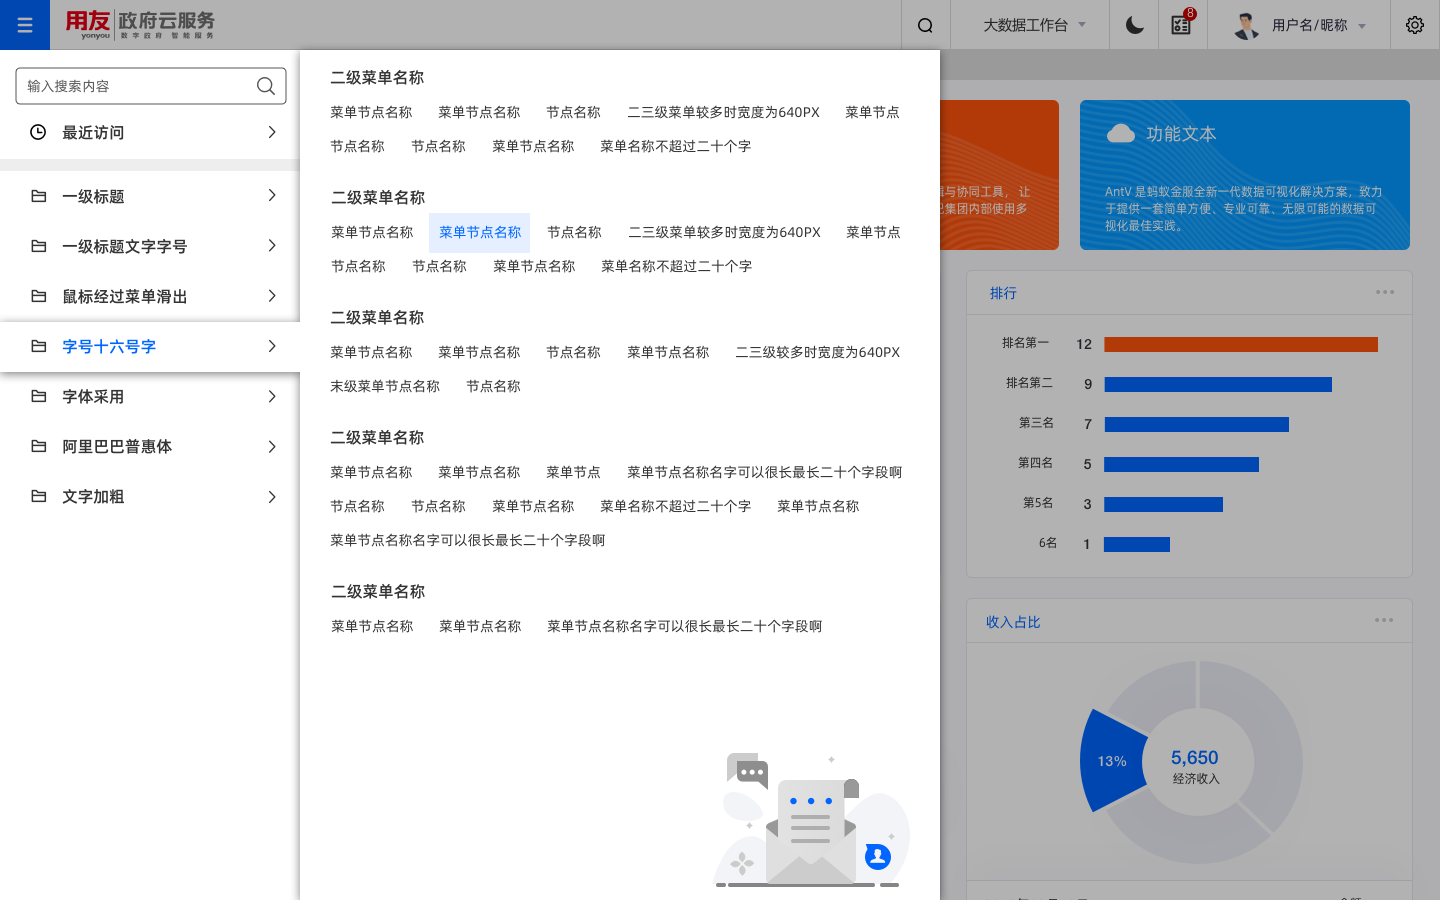 用友 政府云服务
yonyou 数字政府 智能服务
大数据工作台
8
用户名/昵称
输入搜索内容
最近访问
一级标题
一级标题文字字号
鼠标经过菜单滑出
字号十六号字
字体采用
阿里巴巴普惠体
文字加粗
二级菜单名称
菜单节点名称 菜单节点名称 节点名称 二三级菜单较多时宽度为640PX 菜单节点
节点名称 节点名称 菜单节点名称 菜单名称不超过二十个字
二级菜单名称
菜单节点名称 菜单节点名称 节点名称 二三级菜单较多时宽度为640PX 菜单节点
节点名称 节点名称 菜单节点名称 菜单名称不超过二十个字
二级菜单名称
菜单节点名称 菜单节点名称 节点名称 菜单节点名称 二三级较多时宽度为640PX
末级菜单节点名称 节点名称
二级菜单名称
菜单节点名称 菜单节点名称 菜单节点 菜单节点名称名字可以很长最长二十个字段啊
节点名称 节点名称 菜单节点名称 菜单名称不超过二十个字 菜单节点名称
菜单节点名称名字可以很长最长二十个字段啊
二级菜单名称
菜单节点名称 菜单节点名称 菜单节点名称名字可以很长最长二十个字段啊
与协同工具，让
集团内部使用多
功能文本
AntV 是蚂蚁金服全新一代数据可视化解决方案，致力
于提供一套简单方便、专业可靠、无限可能的数据可
视化最佳实践。
排行
排名第一 12
排名第二 9
第三名 7
第四名 5
第5名 3
6名 1
收入占比
13%
5,650
经济收入